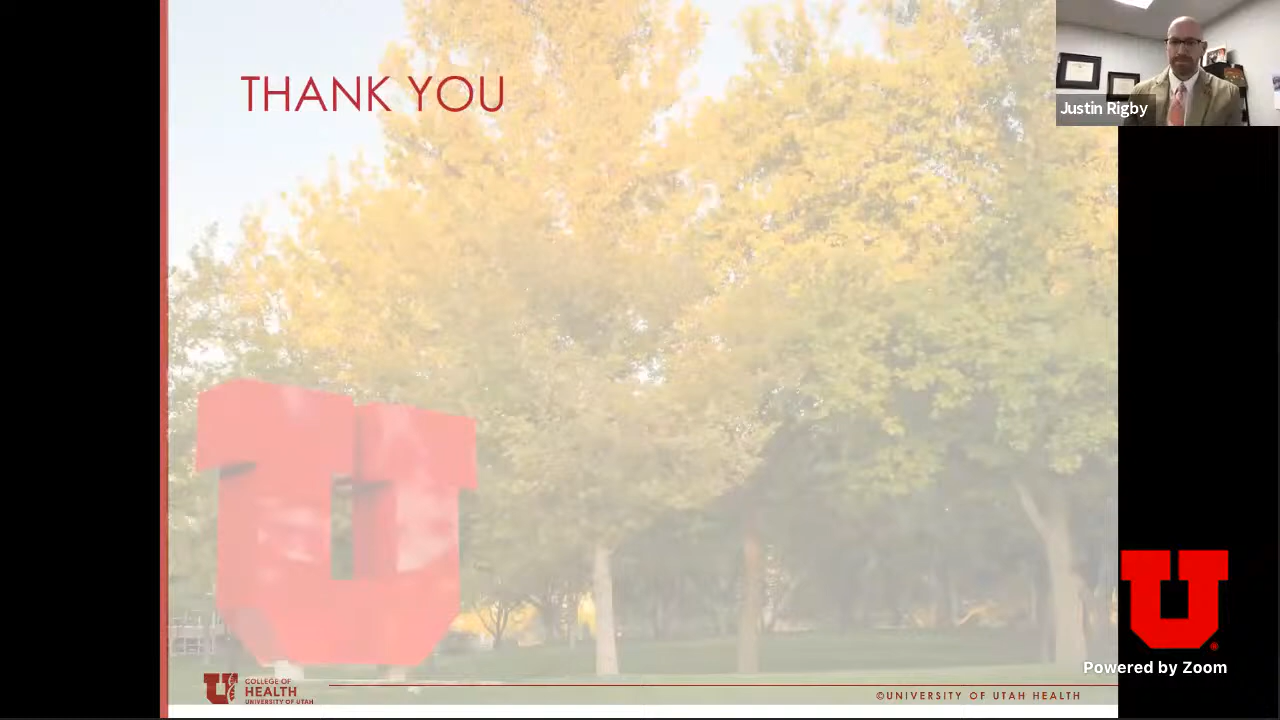 THANK YOU
Justin Rigby
U
U
Powered by Zoom
U
COLLEGE OF
HEALTH
UNIVERSITY OF UTAH
©UNIVERSITY OF UTAH HEALTH